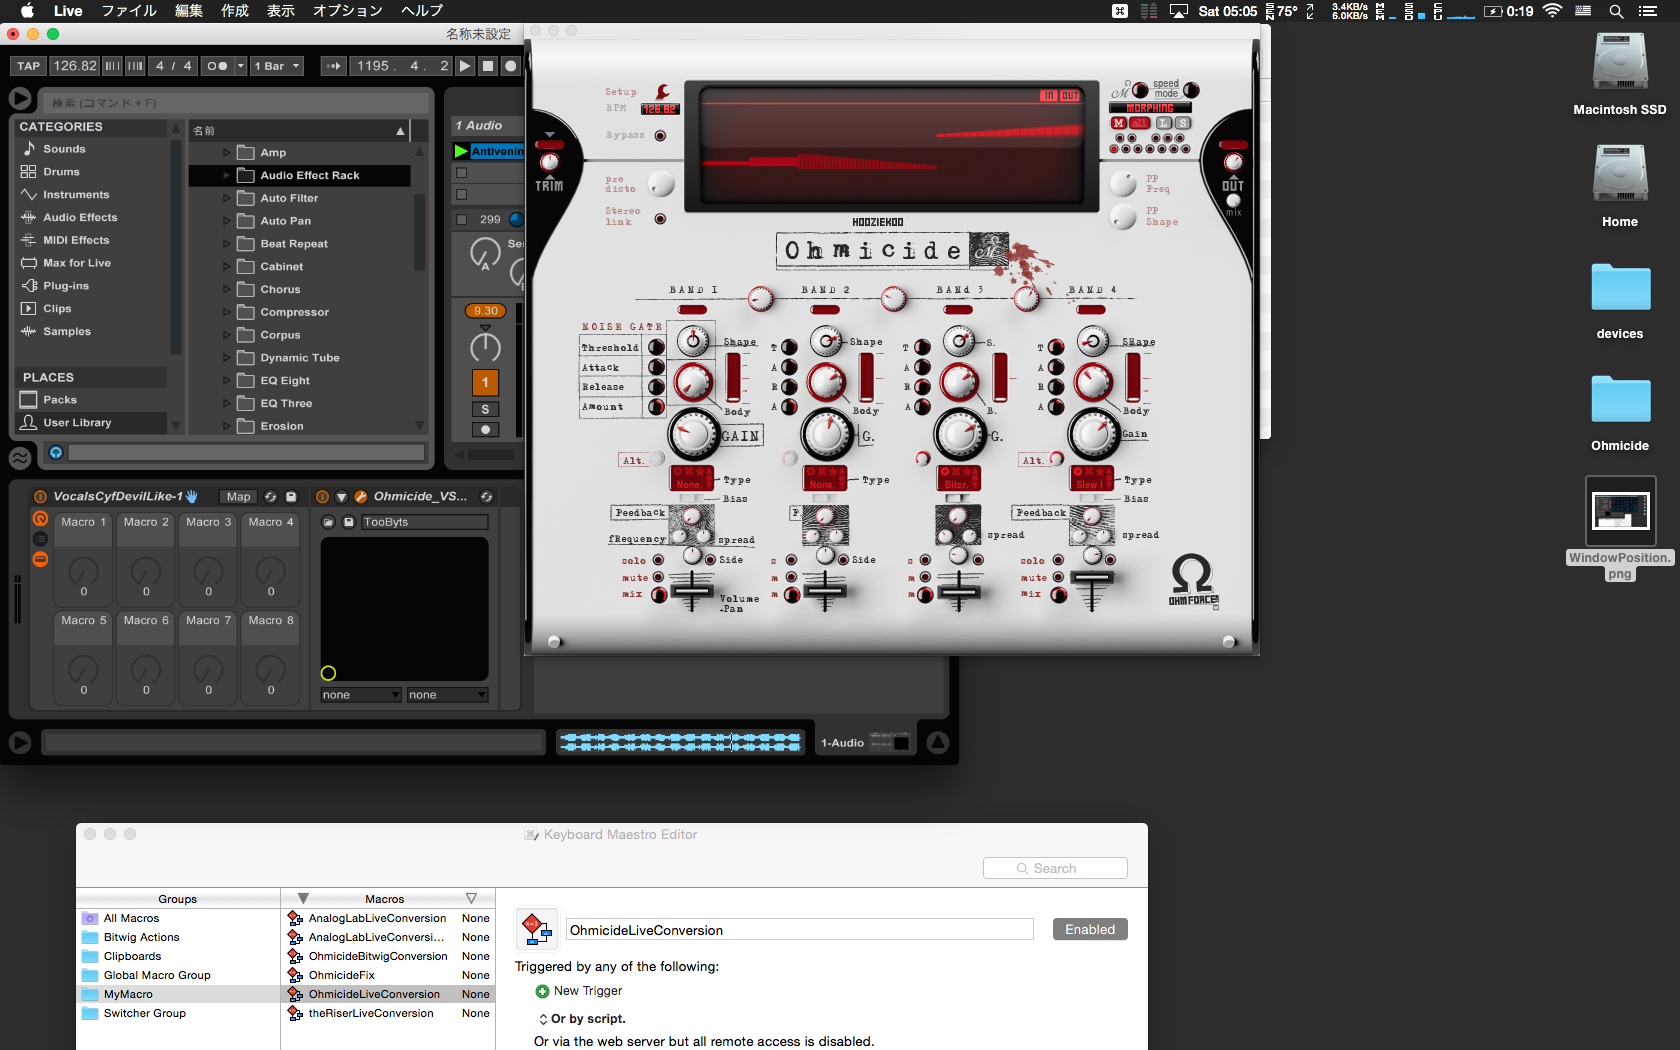 Live ファイル 編集 作成 表示 オプション ヘルプ
Sat 05:05 75° 3.4KB/s 6.0KB/s 0:19
名称未設定
TAP 126.82 4 / 4 1 Bar 1195. 4. 2
検索 (コマンド + F)
CATEGORIES
Sounds
Drums
Instruments
Audio Effects
MIDI Effects
Max for Live
Plug-ins
Clips
Samples
PLACES
Packs
User Library
名前
Amp
Audio Effect Rack
Auto Filter
Auto Pan
Beat Repeat
Cabinet
Chorus
Compressor
Corpus
Dynamic Tube
EQ Eight
EQ Three
Erosion
1 Audio
Antivenin
299
Se
A
9.30
1
S
Setup
BPM 126.82
Bypass
IN OUT
speed
mode
MORPHING
M all L S
TRIM
OUT
mix
pre
disto
Stereo
link
PP
Freq
PP
Shape
HOOZIEKOO
Ohmicide
BAND 1 BAND 2 BANd 3 BAND 4
NOISE GATE
Threshold
Attack
Release
Amount
Shape
Body
GAIN
T
A
R
A
Shape
Body
G.
T
A
R
A
S.
B.
G.
T
A
R
A
SHape
Body
Gain
Alt. None. Type
None. Type
Bitcr.
Alt. Slew I Type
Bias
Bias
Feedback
fRequency spread
F.
spread
Feedback
spread
solo Side
mute
mix
Volume
.Pan
s Side
m
m
s
m
m
solo
mute
mix
OHM FORCE
VocalsCyfDevilLike-1 Map
Macro 1 Macro 2 Macro 3 Macro 4
0 0 0 0
Macro 5 Macro 6 Macro 7 Macro 8
0 0 0 0
Ohmicide_VS...
TooByts
none none
1-Audio
Macintosh SSD
Home
devices
Ohmicide
WindowPosition.
png
Keyboard Maestro Editor
Search
Groups
All Macros
Bitwig Actions
Clipboards
Global Macro Group
MyMacro
Switcher Group
Macros
AnalogLabLiveConversion None
AnalogLabLiveConversi... None
OhmicideBitwigConversion None
OhmicideFix None
OhmicideLiveConversion None
theRiserLiveConversion None
OhmicideLiveConversion
Enabled
Triggered by any of the following:
New Trigger
Or by script.
Or via the web server but all remote access is disabled.